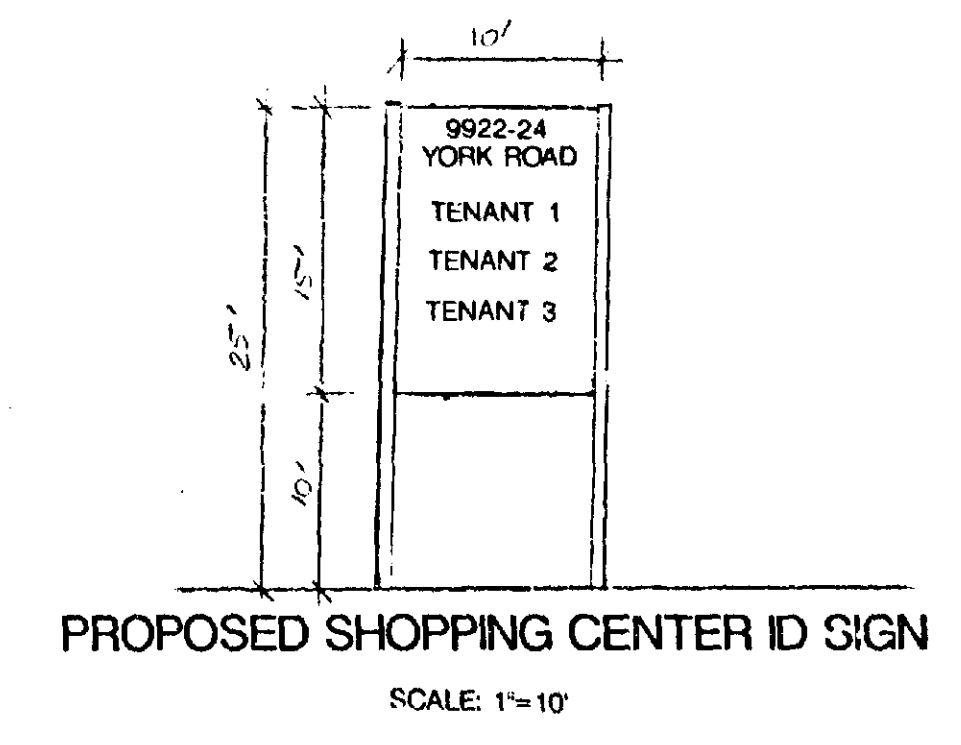 10'
9922-24
YORK ROAD
TENANT 1
TENANT 2
TENANT 3
15'
25'
10'
PROPOSED SHOPPING CENTER ID SIGN
SCALE: 1"=10'